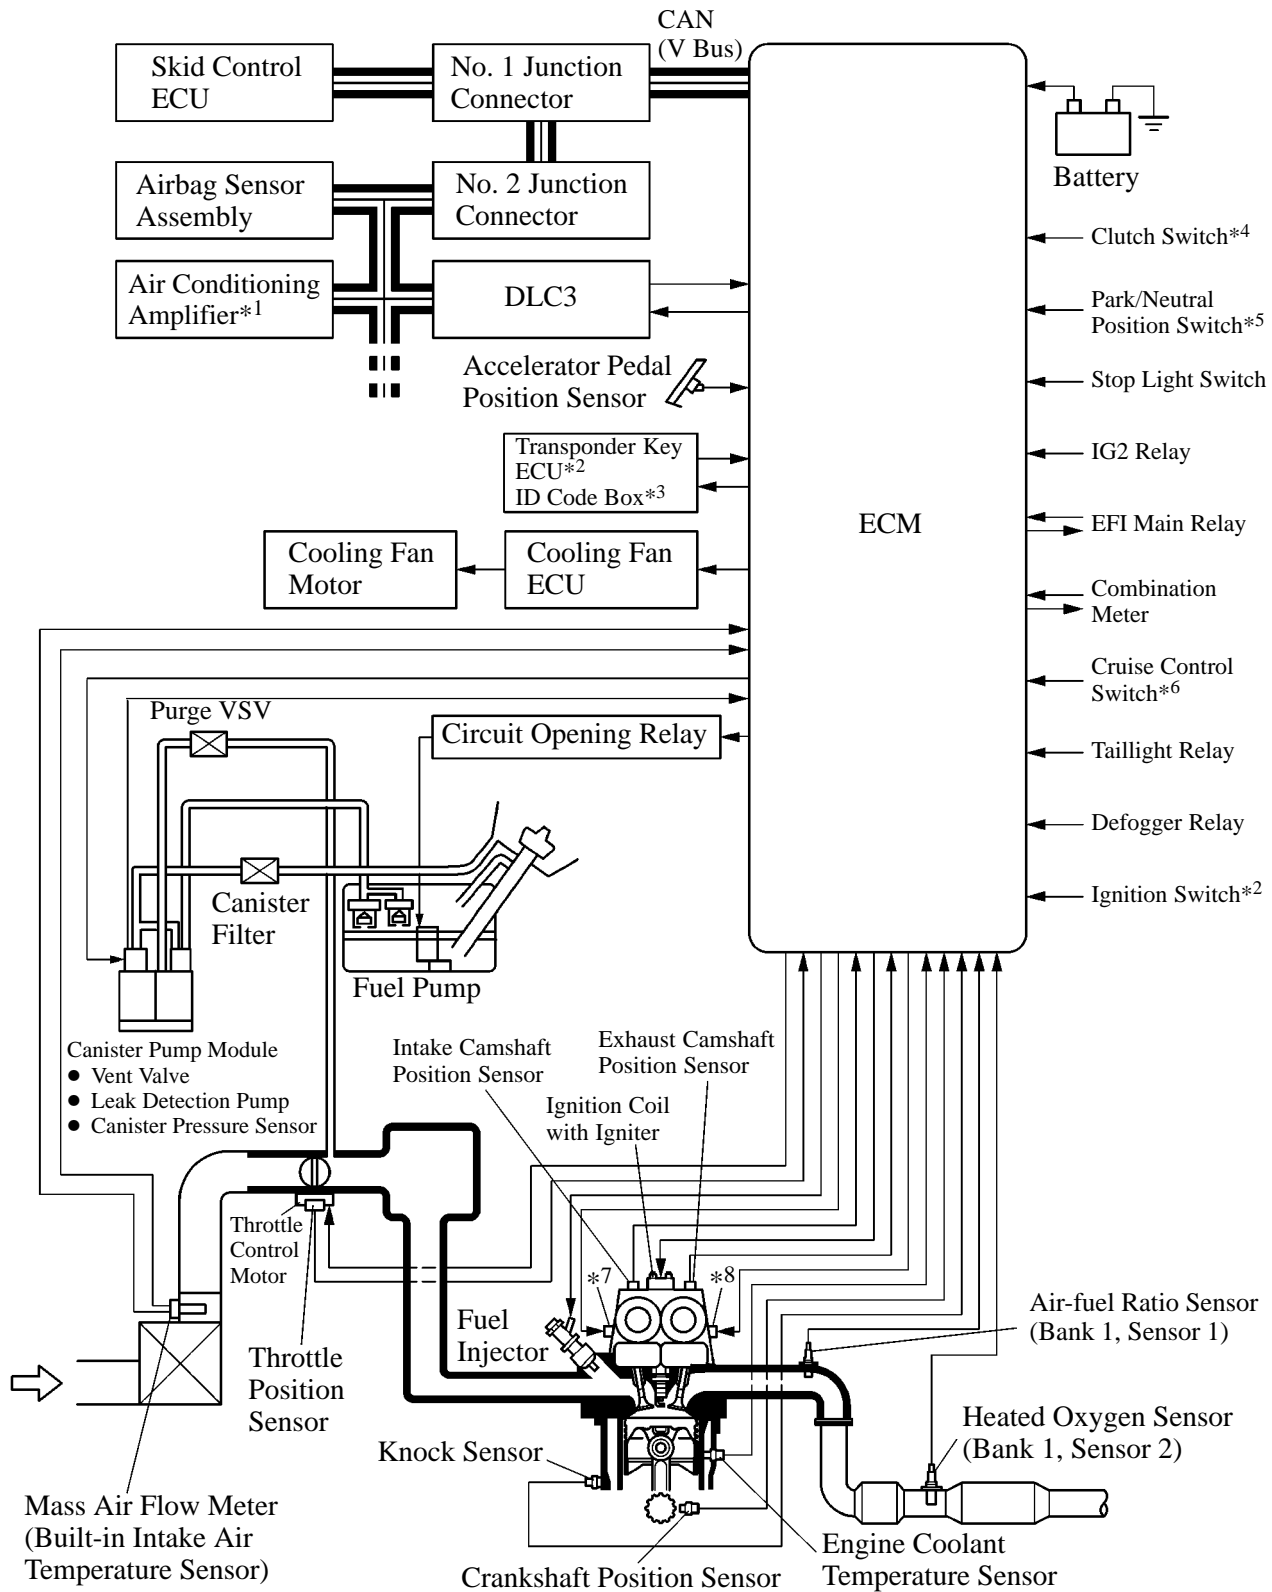 CAN
(V Bus)
Skid Control
ECU
No. 1 Junction
Connector
Airbag Sensor
Assembly
No. 2 Junction
Connector
Battery
Air Conditioning
Amplifier*1
DLC3
Clutch Switch*4
Park/Neutral
Position Switch*5
Accelerator Pedal
Position Sensor
Stop Light Switch
Transponder Key
ECU*2
ID Code Box*3
IG2 Relay
ECM
EFI Main Relay
Cooling Fan
Motor
Cooling Fan
ECU
Combination
Meter
Cruise Control
Switch*6
Purge VSV
Circuit Opening Relay
Taillight Relay
Defogger Relay
Canister
Filter
Ignition Switch*2
Fuel Pump
Canister Pump Module
● Vent Valve
● Leak Detection Pump
● Canister Pressure Sensor
Intake Camshaft
Position Sensor
Exhaust Camshaft
Position Sensor
Ignition Coil
with Igniter
Throttle
Control
Motor
*7
*8
Fuel
Injector
Air-fuel Ratio Sensor
(Bank 1, Sensor 1)
Throttle
Position
Sensor
Heated Oxygen Sensor
(Bank 1, Sensor 2)
Knock Sensor
Mass Air Flow Meter
(Built-in Intake Air
Temperature Sensor)
Crankshaft Position Sensor
Engine Coolant
Temperature Sensor